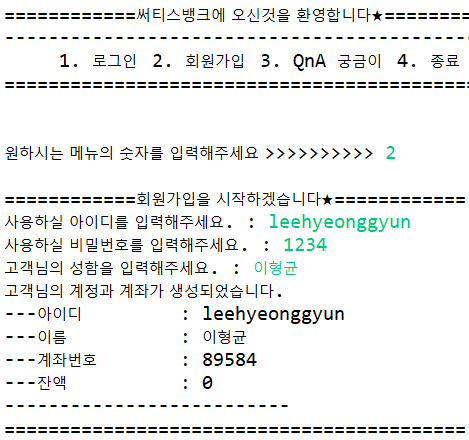 ============써티스뱅크에 오신것을 환영합니다★========
-------------------------------------------
1. 로그인 2. 회원가입 3. QnA 궁금이 4. 종료
===========================================
원하시는 메뉴의 숫자를 입력해주세요 >>>>>>>>>> 2
============회원가입을 시작하겠습니다★============
사용하실 아이디를 입력해주세요. : leehyeonggyun
사용하실 비밀번호를 입력해주세요. : 1234
고객님의 성함을 입력해주세요. : 이형균
고객님의 계정과 계좌가 생성되었습니다.
---아이디 : leehyeonggyun
---이름 : 이형균
---계좌번호 : 89584
---잔액 : 0
--------------------------
===========================================